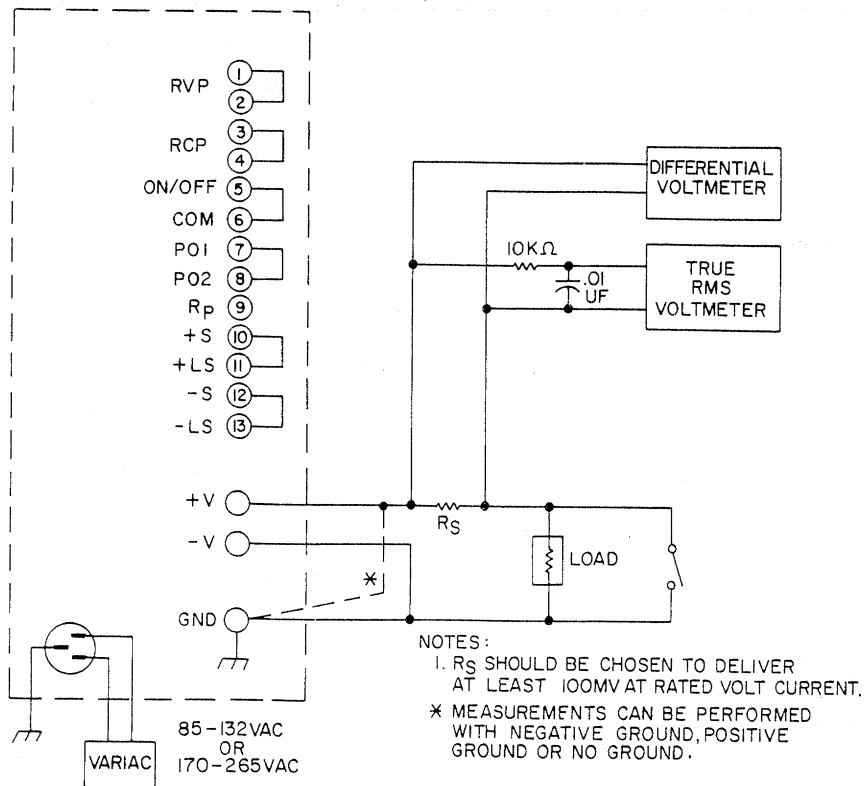 RVP
1
2
RCP
3
4
ON/OFF 5
COM 6
PO1 7
PO2 8
Rp 9
+S 10
+LS 11
-S 12
-LS 13
+V
-V
GND
DIFFERENTIAL
VOLTMETER
10KΩ
.01
UF
TRUE
RMS
VOLTMETER
RS
LOAD
*
VARIAC
85-132VAC
OR
170-265VAC
NOTES:
1. RS SHOULD BE CHOSEN TO DELIVER
AT LEAST 100MV AT RATED VOLT CURRENT.
* MEASUREMENTS CAN BE PERFORMED
WITH NEGATIVE GROUND, POSITIVE
GROUND OR NO GROUND.